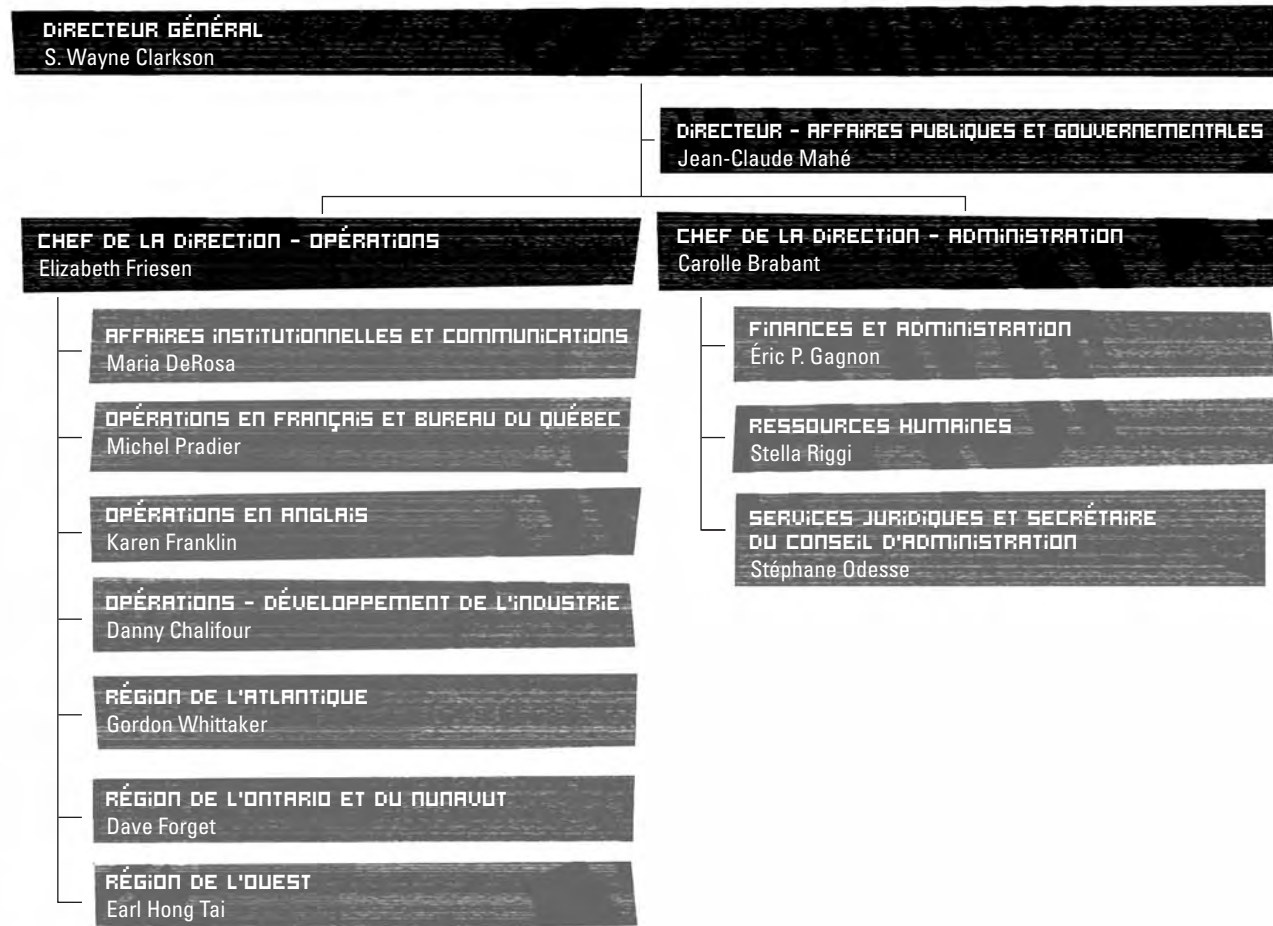 DIRECTEUR GÉNÉRAL
S. Wayne Clarkson
DIRECTEUR - AFFAIRES PUBLIQUES ET GOUVERNEMENTALES
Jean-Claude Mahé
CHEF DE LA DIRECTION - OPÉRATIONS
Elizabeth Friesen
AFFAIRES INSTITUTIONNELLES ET COMMUNICATIONS
Maria DeRosa
OPÉRATIONS EN FRANÇAIS ET BUREAU DU QUÉBEC
Michel Pradier
OPÉRATIONS EN ANGLAIS
Karen Franklin
OPÉRATIONS - DÉVELOPPEMENT DE L'INDUSTRIE
Danny Chalifour
RÉGION DE L'ATLANTIQUE
Gordon Whittaker
RÉGION DE L'ONTARIO ET DU NUNAVUT
Dave Forget
RÉGION DE L'OUEST
Earl Hong Tai
CHEF DE LA DIRECTION - ADMINISTRATION
Carolle Brabant
FINANCES ET ADMINISTRATION
Éric P. Gagnon
RESSOURCES HUMAINES
Stella Riggi
SERVICES JURIDIQUES ET SECRÉTAIRE
DU CONSEIL D'ADMINISTRATION
Stéphane Odesse